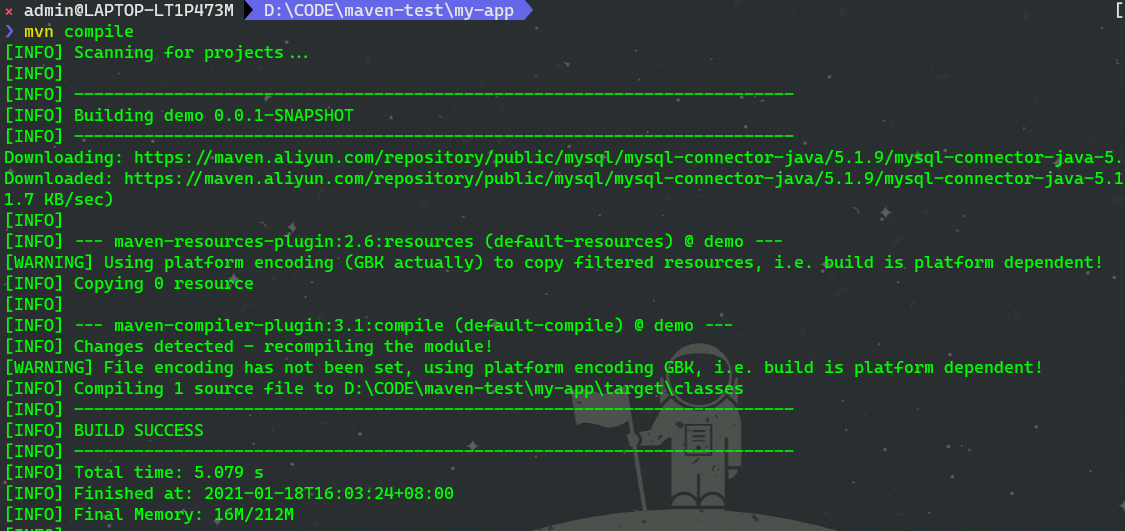 × admin@LAPTOP-LT1P473M D:\CODE\maven-test\my-app [
❯ mvn compile
[INFO] Scanning for projects...
[INFO]
[INFO] ------------------------------------------------------------------------
[INFO] Building demo 0.0.1-SNAPSHOT
[INFO] ------------------------------------------------------------------------
Downloading: https://maven.aliyun.com/repository/public/mysql/mysql-connector-java/5.1.9/mysql-connector-java-5.
Downloaded: https://maven.aliyun.com/repository/public/mysql/mysql-connector-java/5.1.9/mysql-connector-java-5.1
1.7 KB/sec)
[INFO]
[INFO] --- maven-resources-plugin:2.6:resources (default-resources) @ demo ---
[WARNING] Using platform encoding (GBK actually) to copy filtered resources, i.e. build is platform dependent!
[INFO] Copying 0 resource
[INFO]
[INFO] --- maven-compiler-plugin:3.1:compile (default-compile) @ demo ---
[INFO] Changes detected - recompiling the module!
[WARNING] File encoding has not been set, using platform encoding GBK, i.e. build is platform dependent!
[INFO] Compiling 1 source file to D:\CODE\maven-test\my-app\target\classes
[INFO] ------------------------------------------------------------------------
[INFO] BUILD SUCCESS
[INFO] ------------------------------------------------------------------------
[INFO] Total time: 5.079 s
[INFO] Finished at: 2021-01-18T16:03:24+08:00
[INFO] Final Memory: 16M/212M